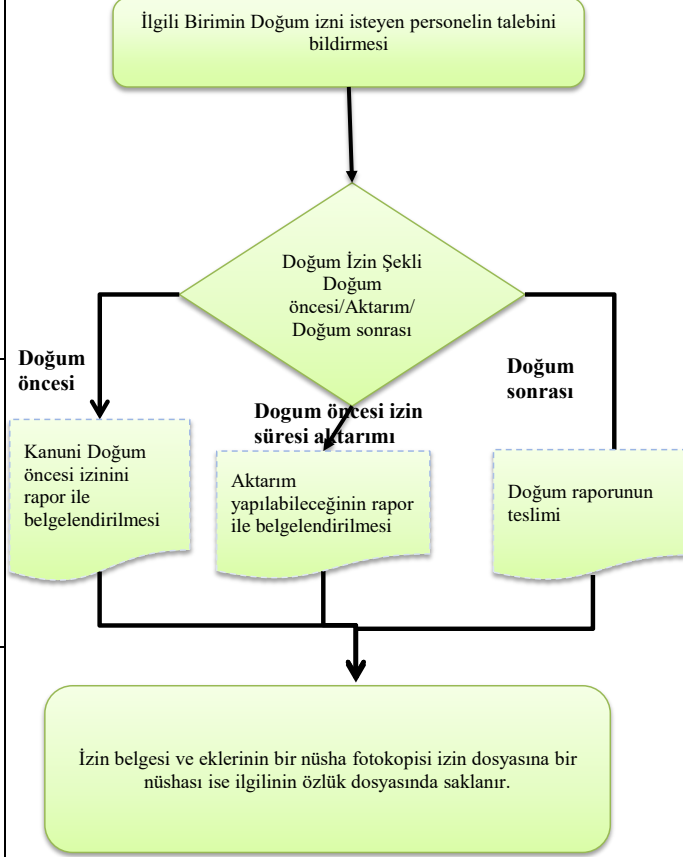 İlgili Birimin Doğum izni isteyen personelin talebini
bildirmesi
Doğum İzin Şekli
Doğum
öncesi/Aktarım/
Doğum sonrası
Doğum
öncesi
Dogum öncesi izin
süresi aktarımı
Doğum
sonrası
Kanuni Doğum
öncesi izinini
rapor ile
belgelendirilmesi
Aktarım
yapılabileceğinin rapor
ile belgelendirilmesi
Doğum raporunun
teslimi
İzin belgesi ve eklerinin bir nüsha fotokopisi izin dosyasına bir
nüshası ise ilgilinin özlük dosyasında saklanır.